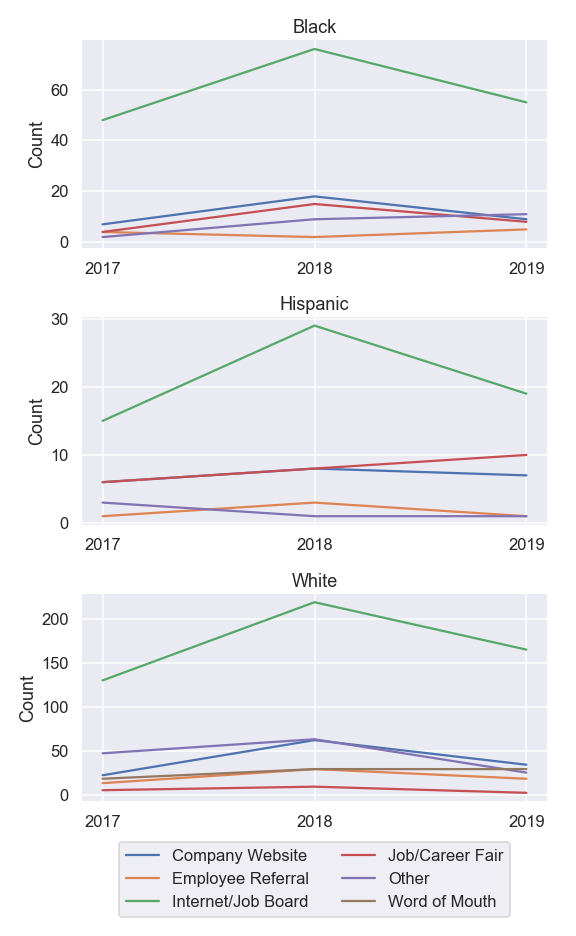 Black
60
40
20
0
Count
2017 2018 2019
Hispanic
30
20
10
0
Count
2017 2018 2019
White
200
150
100
50
0
Count
2017 2018 2019
Company Website Job/Career Fair
Employee Referral Other
Internet/Job Board Word of Mouth